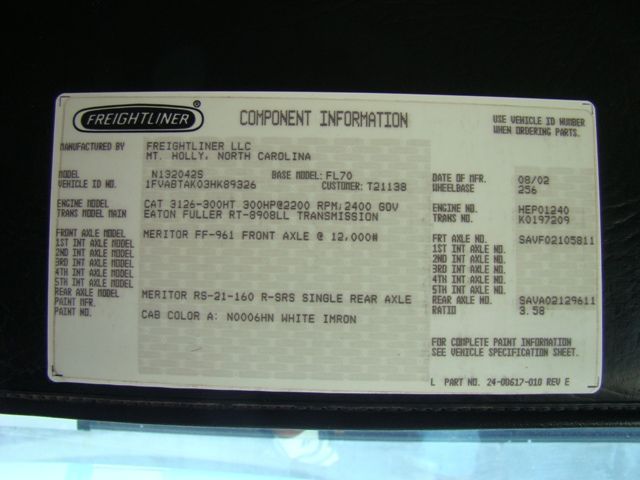 FREIGHTLINER ®
COMPONENT INFORMATION
USE VEHICLE ID NUMBER
WHEN ORDERING PARTS.
MANUFACTURED BY FREIGHTLINER LLC
MT. HOLLY, NORTH CAROLINA
MODEL N132042S BASE MODEL: FL70 DATE OF MFR. 08/02
VEHICLE ID NO. 1FVABTAK03HK89326 CUSTOMER: T21138 WHEELBASE 256
ENGINE MODEL CAT 3126-300HT 300HP@2200 RPM;2400 GOV ENGINE NO. HEP01240
TRANS MODEL MAIN EATON FULLER RT-8908LL TRANSMISSION TRANS NO. MAIN K0197209
FRONT AXLE MODEL MERITOR FF-961 FRONT AXLE @ 12,000# FRT AXLE NO. SAVF02105811
1ST INT AXLE MODEL 1ST INT AXLE NO.
2ND INT AXLE MODEL 2ND INT AXLE NO.
3RD INT AXLE MODEL 3RD INT AXLE NO.
4TH INT AXLE MODEL 4TH INT AXLE NO.
5TH INT AXLE MODEL 5TH INT AXLE NO.
REAR AXLE MODEL MERITOR RS-21-160 R-SRS SINGLE REAR AXLE REAR AXLE NO. SAVA02129611
PAINT MFR. RATIO 3.58
PAINT NO. CAB COLOR A: N0006HN WHITE IMRON
FOR COMPLETE PAINT INFORMATION
SEE VEHICLE SPECIFICATION SHEET.
L PART NO. 24-00617-010 REV E